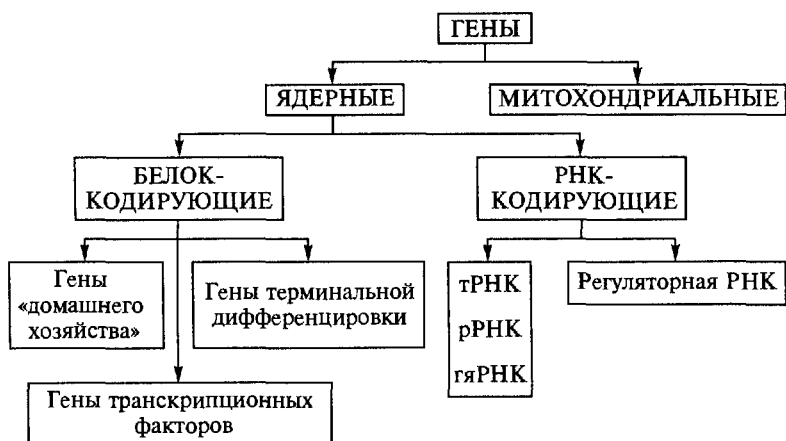 ГЕНЫ
ЯДЕРНЫЕ
МИТОХОНДРИАЛЬНЫЕ
БЕЛОК-
КОДИРУЮЩИЕ
РНК-
КОДИРУЮЩИЕ
Гены
«домашнего
хозяйства»
Гены терминальной
дифференцировки
тРНК
рРНК
гяРНК
Регуляторная РНК
Гены транскрипционных
факторов